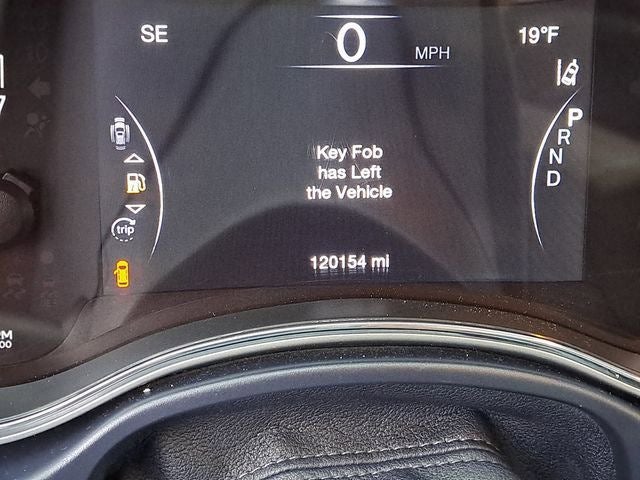 SE
0 MPH
19°F
P
R
N
D
Key Fob
has Left
the Vehicle
trip
120154 mi